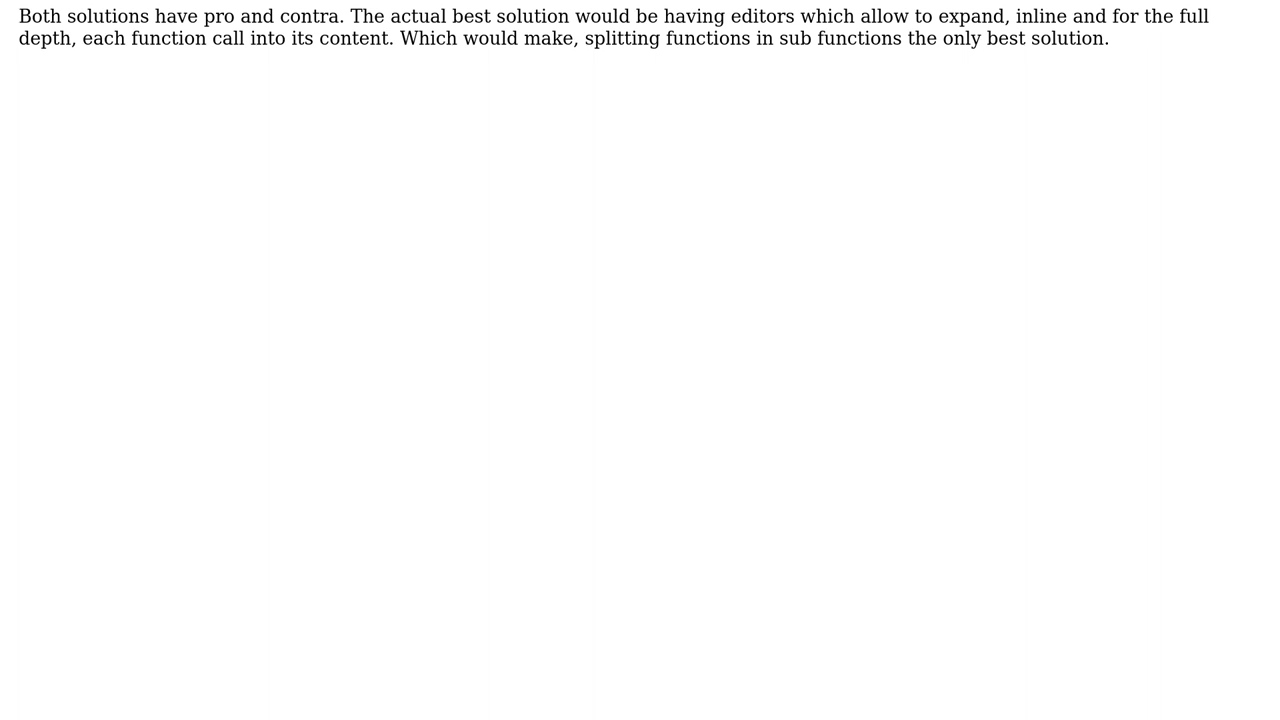 Both solutions have pro and contra. The actual best solution would be having editors which allow to expand, inline and for the full
depth, each function call into its content. Which would make, splitting functions in sub functions the only best solution.